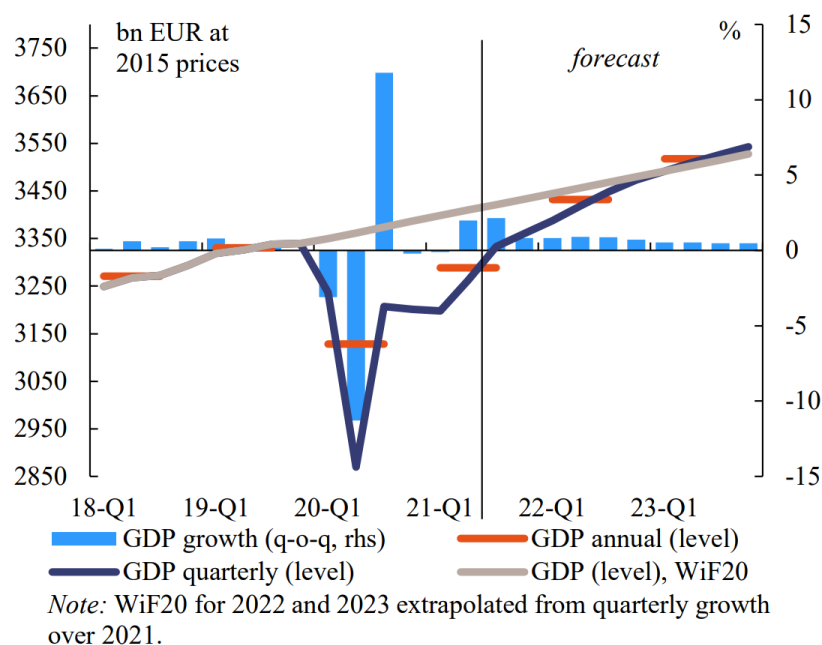 bn EUR at
2015 prices
forecast
%
3750
3650
3550
3450
3350
3250
3150
3050
2950
2850
15
10
5
0
-5
-10
-15
18-Q1 19-Q1 20-Q1 21-Q1 22-Q1 23-Q1
GDP growth (q-o-q, rhs)
GDP annual (level)
GDP quarterly (level)
GDP (level), WiF20
Note: WiF20 for 2022 and 2023 extrapolated from quarterly growth
over 2021.